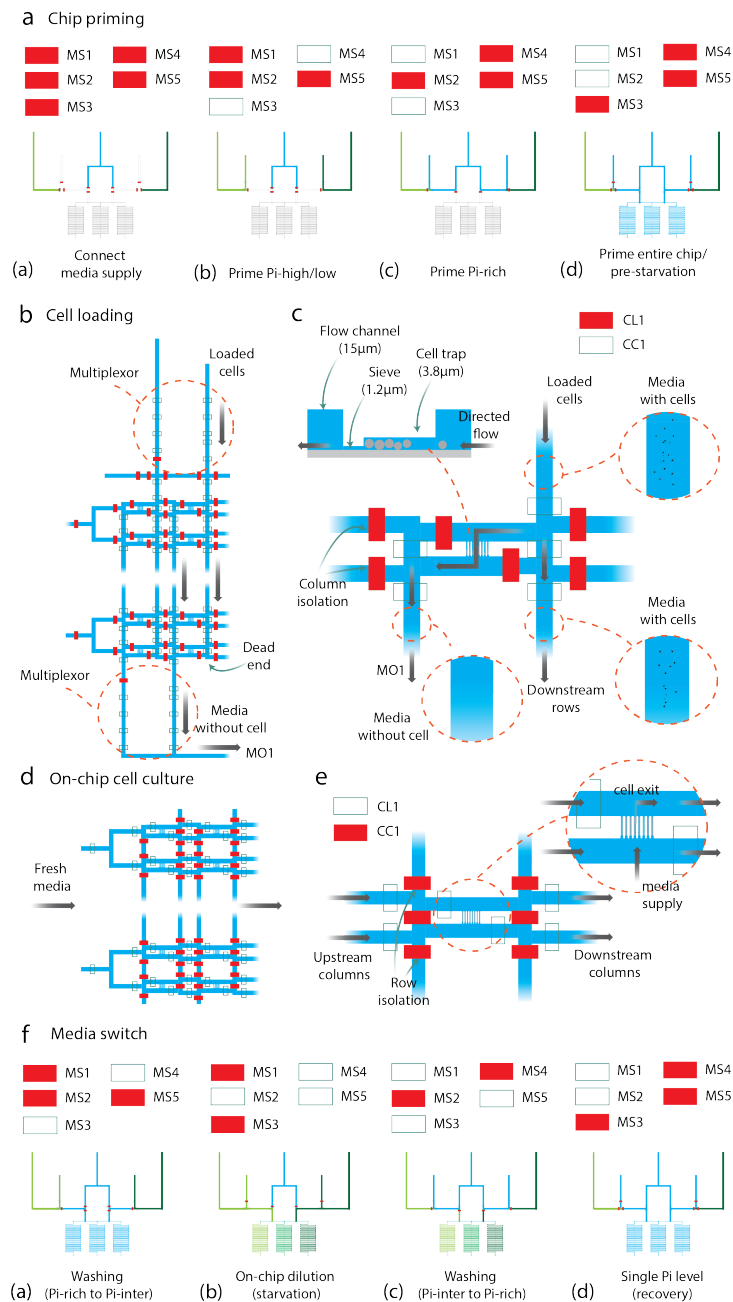 a Chip priming
MS1 MS4 MS1 MS4 MS1 MS4 MS1 MS4
MS2 MS5 MS2 MS5 MS2 MS5 MS2 MS5
MS3 MS3 MS3 MS3
(a) Connect
media supply
(b) Prime Pi-high/low
(c) Prime Pi-rich
(d) Prime entire chip/
pre-starvation
b Cell loading
Multiplexor
Loaded
cells
Dead
end
Multiplexor
Media
without cell
MO1
c
CL1
CC1
Flow channel
(15μm)
Sieve
(1.2μm)
Cell trap
(3.8μm)
Directed
flow
Loaded
cells
Media
with cells
Column
isolation
MO1
Media
without cell
Downstream
rows
Media
with cells
d On-chip cell culture
Fresh
media
e
CL1
CC1
cell exit
media
supply
Upstream
columns
Row
isolation
Downstream
columns
f Media switch
MS1 MS4 MS1 MS4 MS1 MS4 MS1 MS4
MS2 MS5 MS2 MS5 MS2 MS5 MS2 MS5
MS3 MS3 MS3 MS3
(a) Washing
(Pi-rich to Pi-inter)
(b) On-chip dilution
(starvation)
(c) Washing
(Pi-inter to Pi-rich)
(d) Single Pi level
(recovery)